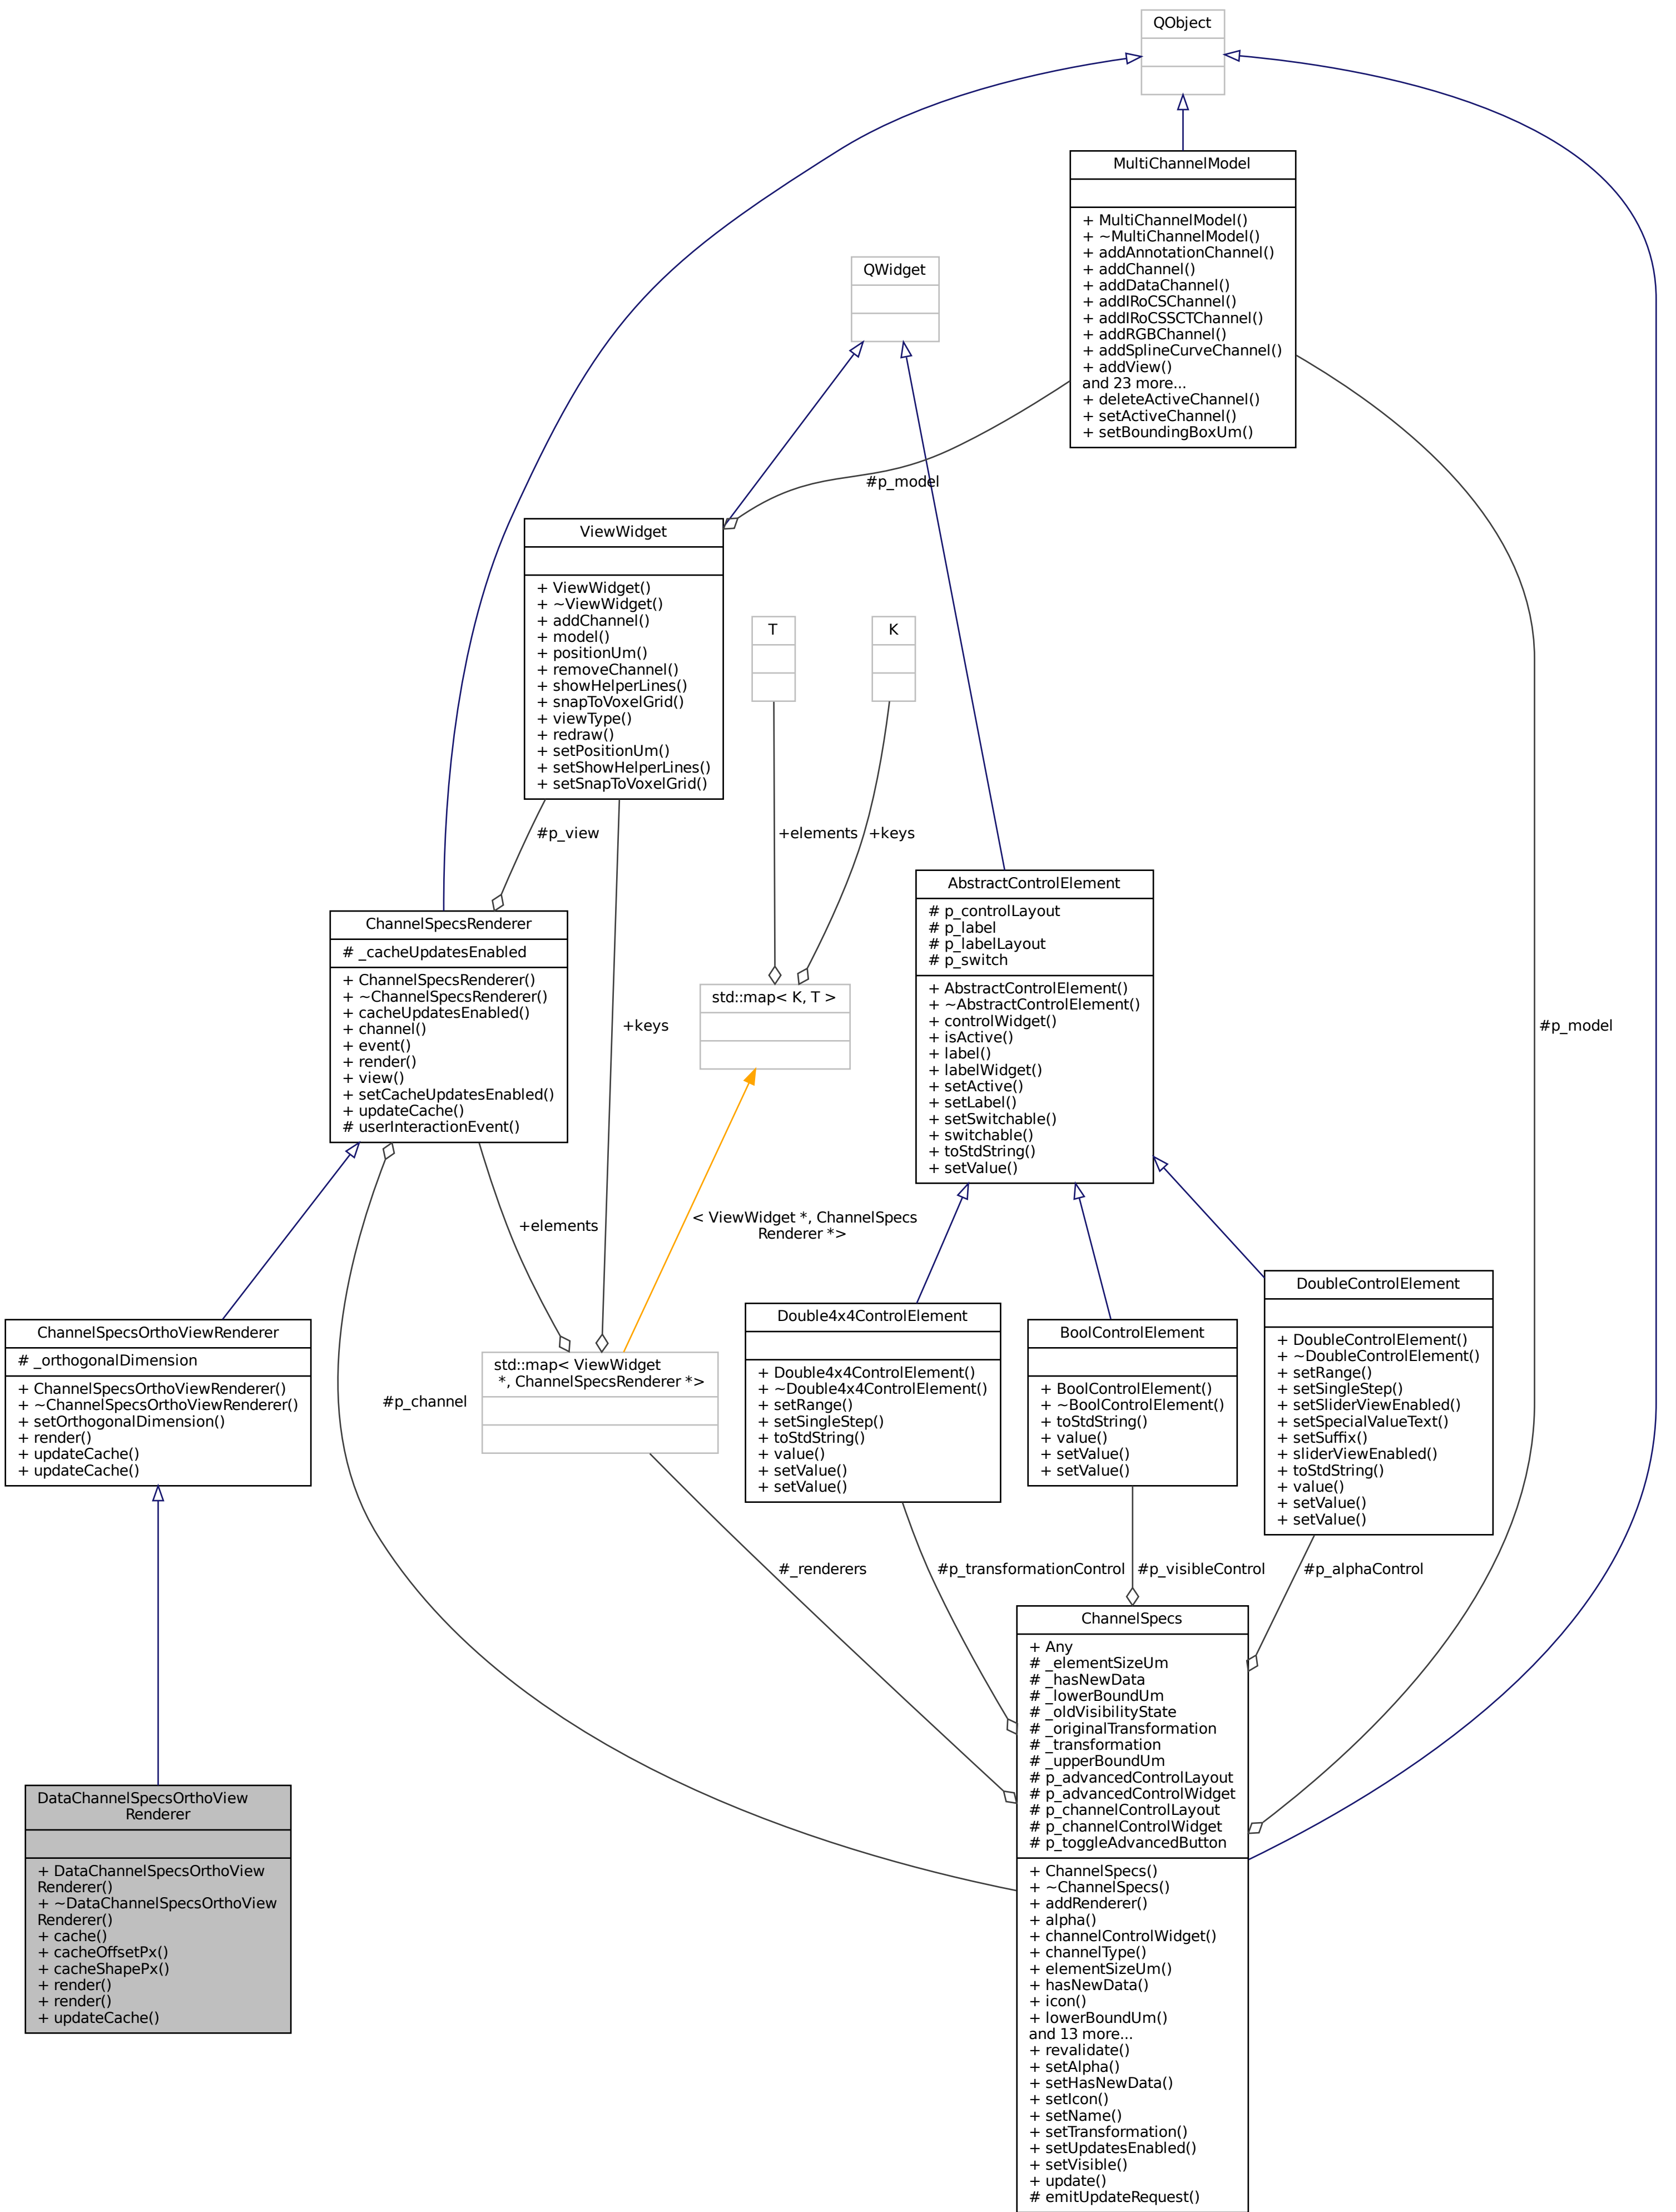 QObject
MultiChannelModel
+ MultiChannelModel()
+ ~MultiChannelModel()
+ addAnnotationChannel()
+ addChannel()
+ addDataChannel()
+ addIRoCSChannel()
+ addIRoCSSCTChannel()
+ addRGBChannel()
+ addSplineCurveChannel()
+ addView()
and 23 more...
+ deleteActiveChannel()
+ setActiveChannel()
+ setBoundingBoxUm()
QWidget
#p_model
ViewWidget
+ ViewWidget()
+ ~ViewWidget()
+ addChannel()
+ model()
+ positionUm()
+ removeChannel()
+ showHelperLines()
+ snapToVoxelGrid()
+ viewType()
+ redraw()
+ setPositionUm()
+ setShowHelperLines()
+ setSnapToVoxelGrid()
T
K
#p_view
+elements
+keys
ChannelSpecsRenderer
# _cacheUpdatesEnabled
+ ChannelSpecsRenderer()
+ ~ChannelSpecsRenderer()
+ cacheUpdatesEnabled()
+ channel()
+ event()
+ render()
+ view()
+ setCacheUpdatesEnabled()
+ updateCache()
# userInteractionEvent()
+keys
std::map< K, T >
AbstractControlElement
# p_controlLayout
# p_label
# p_labelLayout
# p_switch
+ AbstractControlElement()
+ ~AbstractControlElement()
+ controlWidget()
+ isActive()
+ label()
+ labelWidget()
+ setActive()
+ setLabel()
+ setSwitchable()
+ switchable()
+ toStdString()
+ setValue()
#p_model
+elements
< ViewWidget *, ChannelSpecs
Renderer *>
ChannelSpecsOrthoViewRenderer
# _orthogonalDimension
+ ChannelSpecsOrthoViewRenderer()
+ ~ChannelSpecsOrthoViewRenderer()
+ setOrthogonalDimension()
+ render()
+ updateCache()
+ updateCache()
#p_channel
std::map< ViewWidget
*, ChannelSpecsRenderer *>
Double4x4ControlElement
+ Double4x4ControlElement()
+ ~Double4x4ControlElement()
+ setRange()
+ setSingleStep()
+ toStdString()
+ value()
+ setValue()
+ setValue()
BoolControlElement
+ BoolControlElement()
+ ~BoolControlElement()
+ toStdString()
+ value()
+ setValue()
+ setValue()
DoubleControlElement
+ DoubleControlElement()
+ ~DoubleControlElement()
+ setRange()
+ setSingleStep()
+ setSliderViewEnabled()
+ setSpecialValueText()
+ setSuffix()
+ sliderViewEnabled()
+ toStdString()
+ value()
+ setValue()
+ setValue()
#_renderers
#p_transformationControl
#p_visibleControl
#p_alphaControl
DataChannelSpecsOrthoView
Renderer
+ DataChannelSpecsOrthoView
Renderer()
+ ~DataChannelSpecsOrthoView
Renderer()
+ cache()
+ cacheOffsetPx()
+ cacheShapePx()
+ render()
+ render()
+ updateCache()
ChannelSpecs
+ Any
# _elementSizeUm
# _hasNewData
# _lowerBoundUm
# _oldVisibilityState
# _originalTransformation
# _transformation
# _upperBoundUm
# p_advancedControlLayout
# p_advancedControlWidget
# p_channelControlLayout
# p_channelControlWidget
# p_toggleAdvancedButton
+ ChannelSpecs()
+ ~ChannelSpecs()
+ addRenderer()
+ alpha()
+ channelControlWidget()
+ channelType()
+ elementSizeUm()
+ hasNewData()
+ icon()
+ lowerBoundUm()
and 13 more...
+ revalidate()
+ setAlpha()
+ setHasNewData()
+ setIcon()
+ setName()
+ setTransformation()
+ setUpdatesEnabled()
+ setVisible()
+ update()
# emitUpdateRequest()